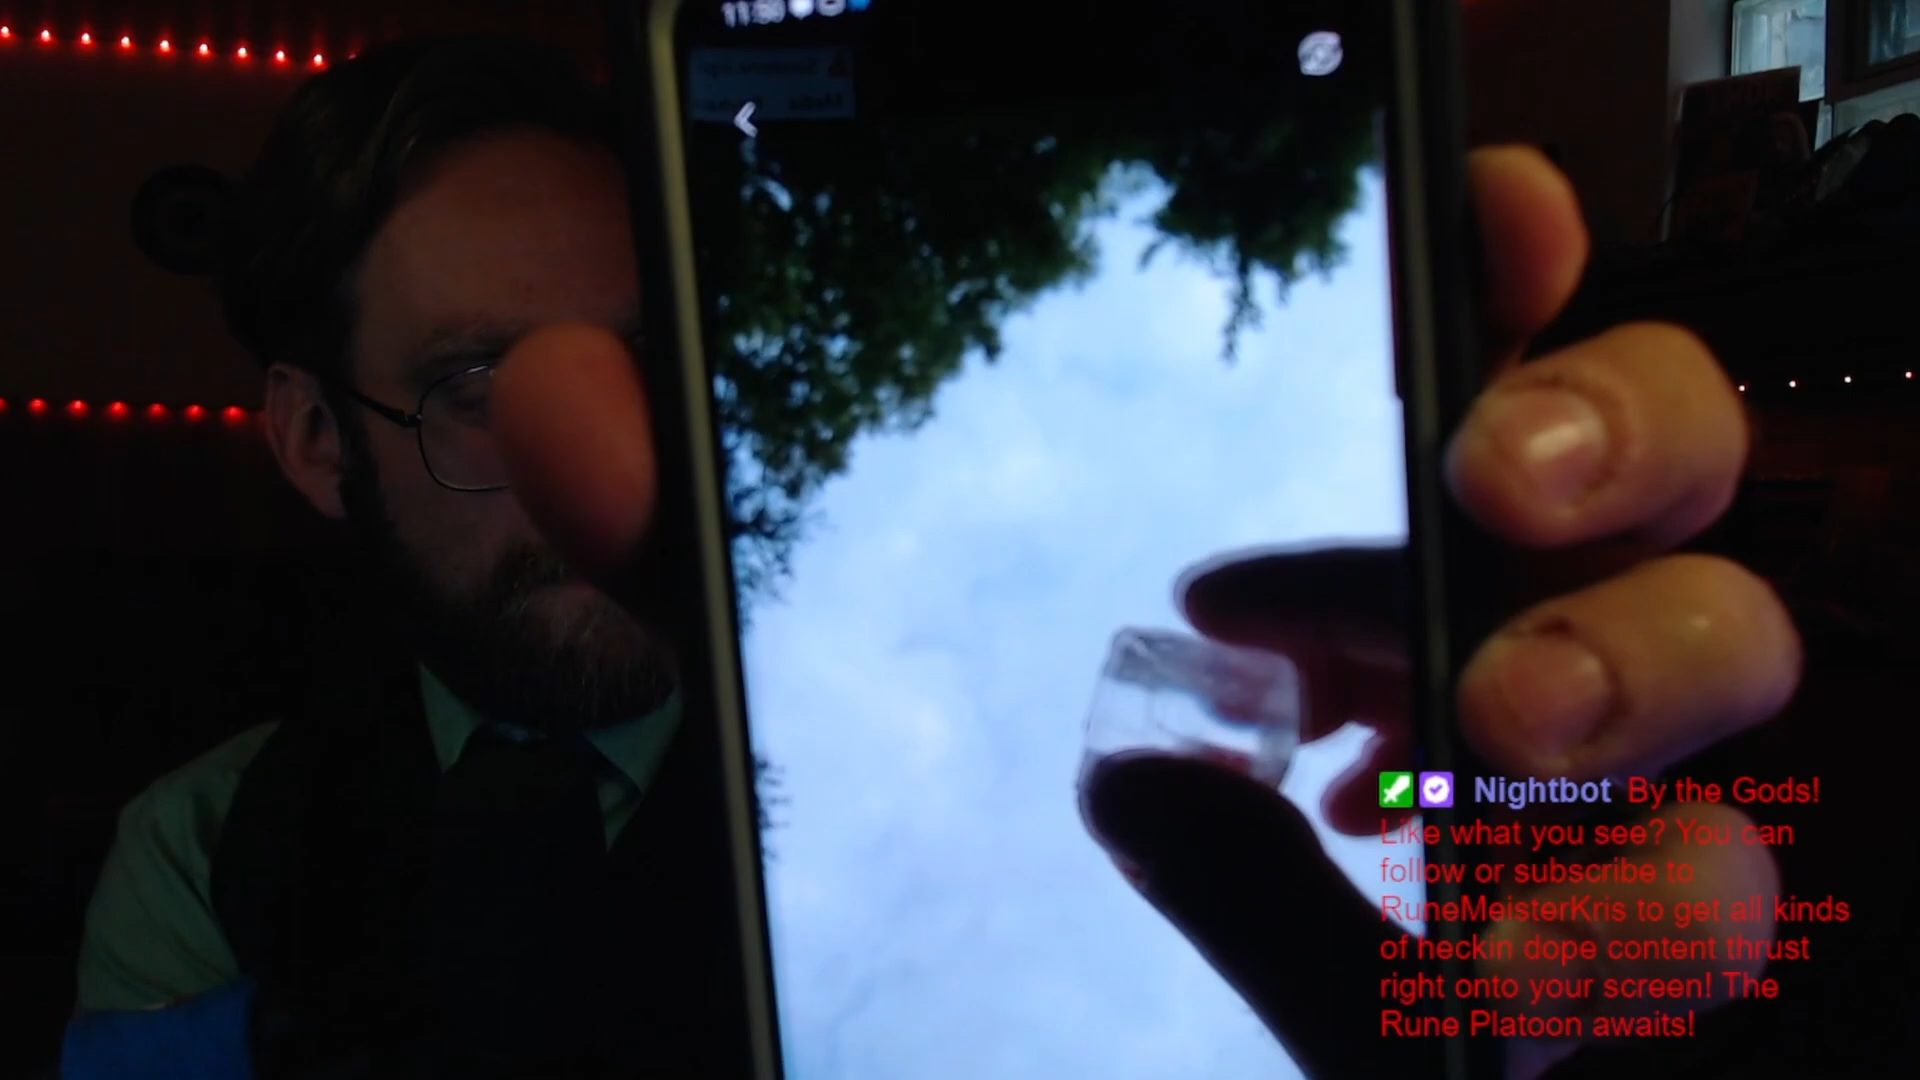 Nightbot By the Gods!
Like what you see? You can
follow or subscribe to
RuneMeisterKris to get all kinds
of heckin dope content thrust
right onto your screen! The
Rune Platoon awaits!